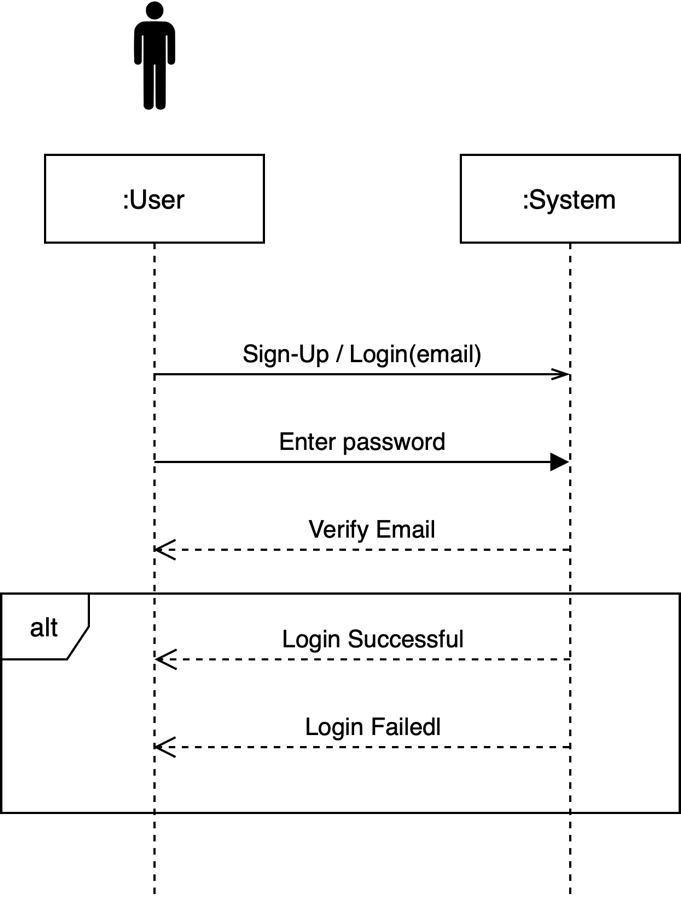 :User
:System
Sign-Up / Login(email)
Enter password
Verify Email
alt
Login Successful
Login Failedl